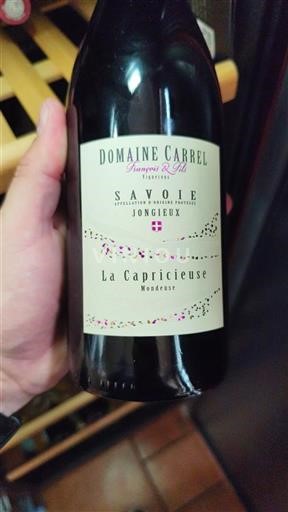 DOMAINE CARREL
François & Fils
Vignerons
SAVOIE
APPELLATION D'ORIGINE PROTÉGÉE
JONGIEUX
La Capricieuse
Mondeuse